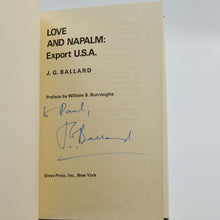 LOVE
AND NAPALM:
Export U.S.A.
J. G. BALLARD
Preface by William S. Burroughs
to Paul,
J G Ballard
Grove Press, Inc., New York